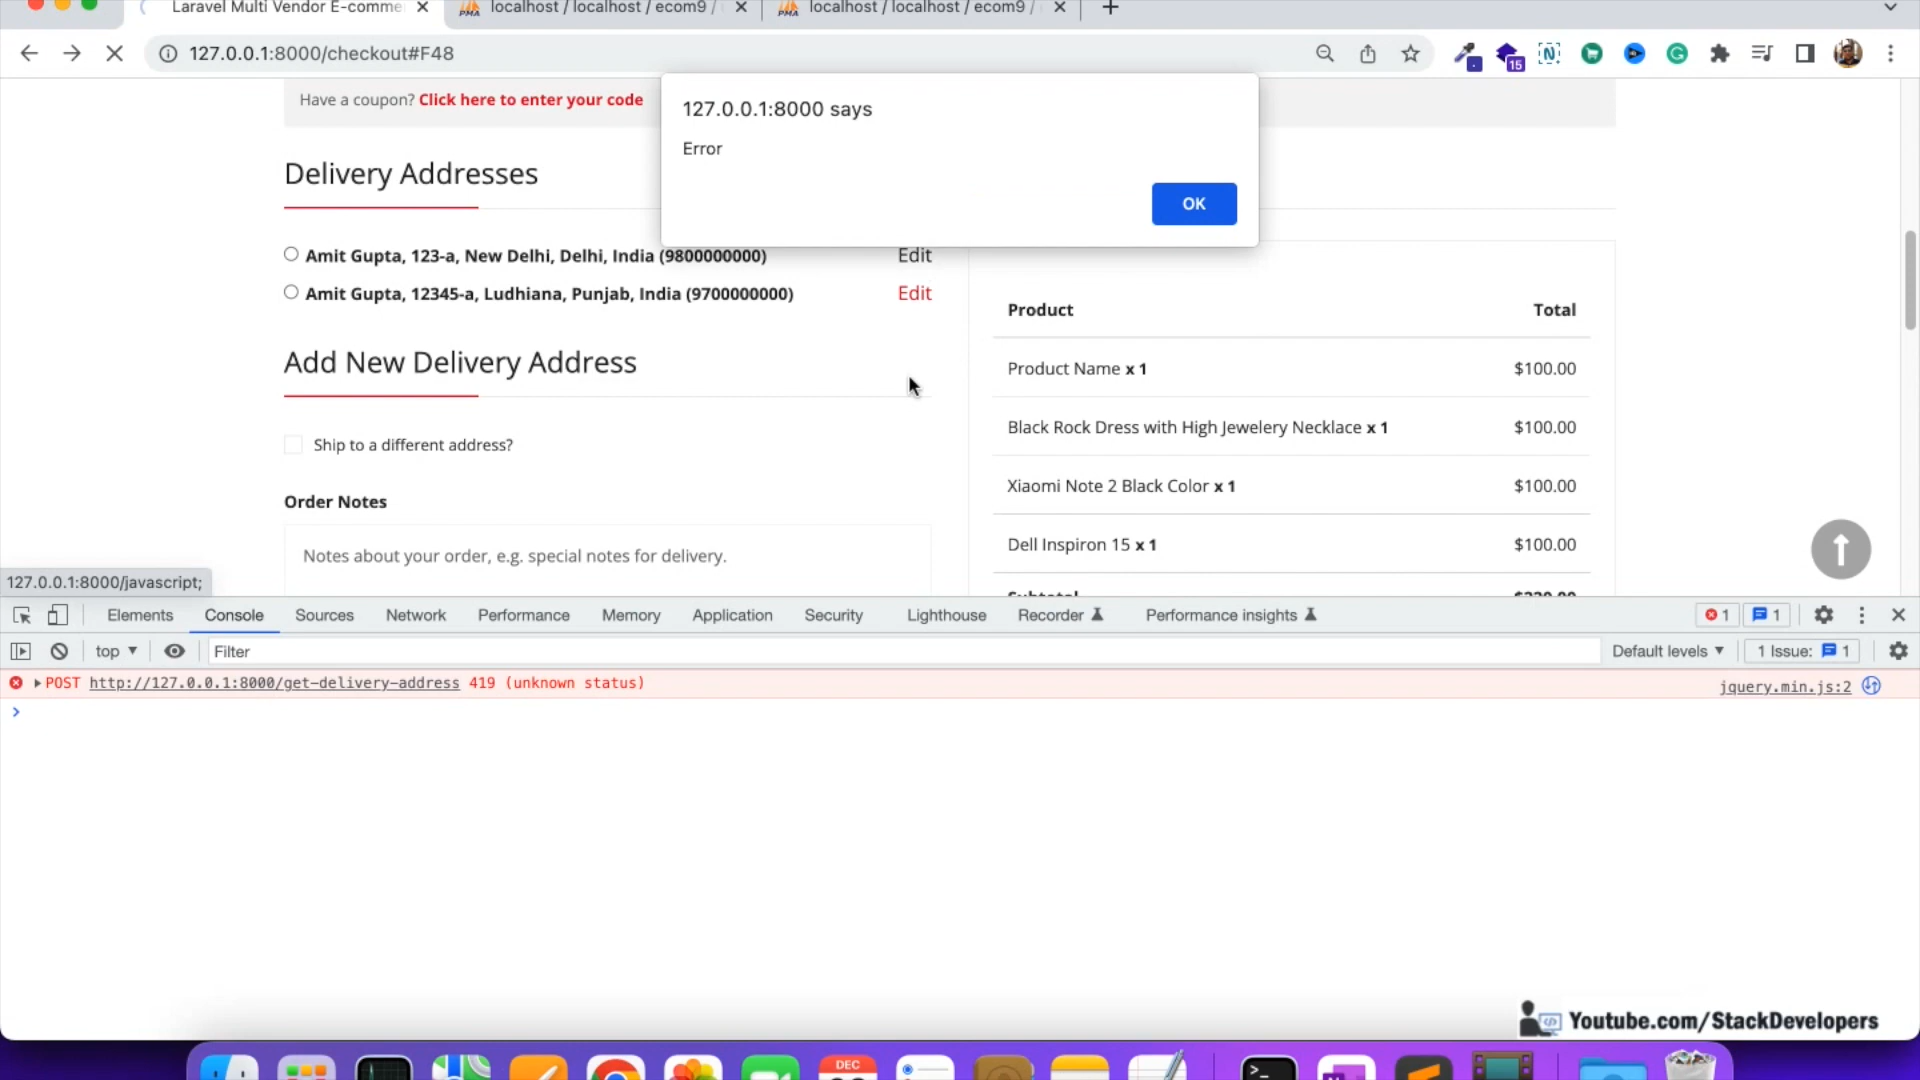 Laravel Multi Vendor E-comme
localhost / localhost / ecom9 /
localhost / localhost / ecom9 /
127.0.0.1:8000/checkout#F48
15
Have a coupon? Click here to enter your code
127.0.0.1:8000 says
Error
OK
Delivery Addresses
Amit Gupta, 123-a, New Delhi, Delhi, India (9800000000) Edit
Amit Gupta, 12345-a, Ludhiana, Punjab, India (9700000000) Edit
Add New Delivery Address
Ship to a different address?
Order Notes
Notes about your order, e.g. special notes for delivery.
Product Total
Product Name x 1 $100.00
Black Rock Dress with High Jewelery Necklace x 1 $100.00
Xiaomi Note 2 Black Color x 1 $100.00
Dell Inspiron 15 x 1 $100.00
Subtotal
127.0.0.1:8000/javascript;
Elements Console Sources Network Performance Memory Application Security Lighthouse Recorder Performance insights 1 1
top Filter Default levels 1 Issue: 1
POST http://127.0.0.1:8000/get-delivery-address 419 (unknown status) jquery.min.js:2
Youtube.com/StackDevelopers
DEC